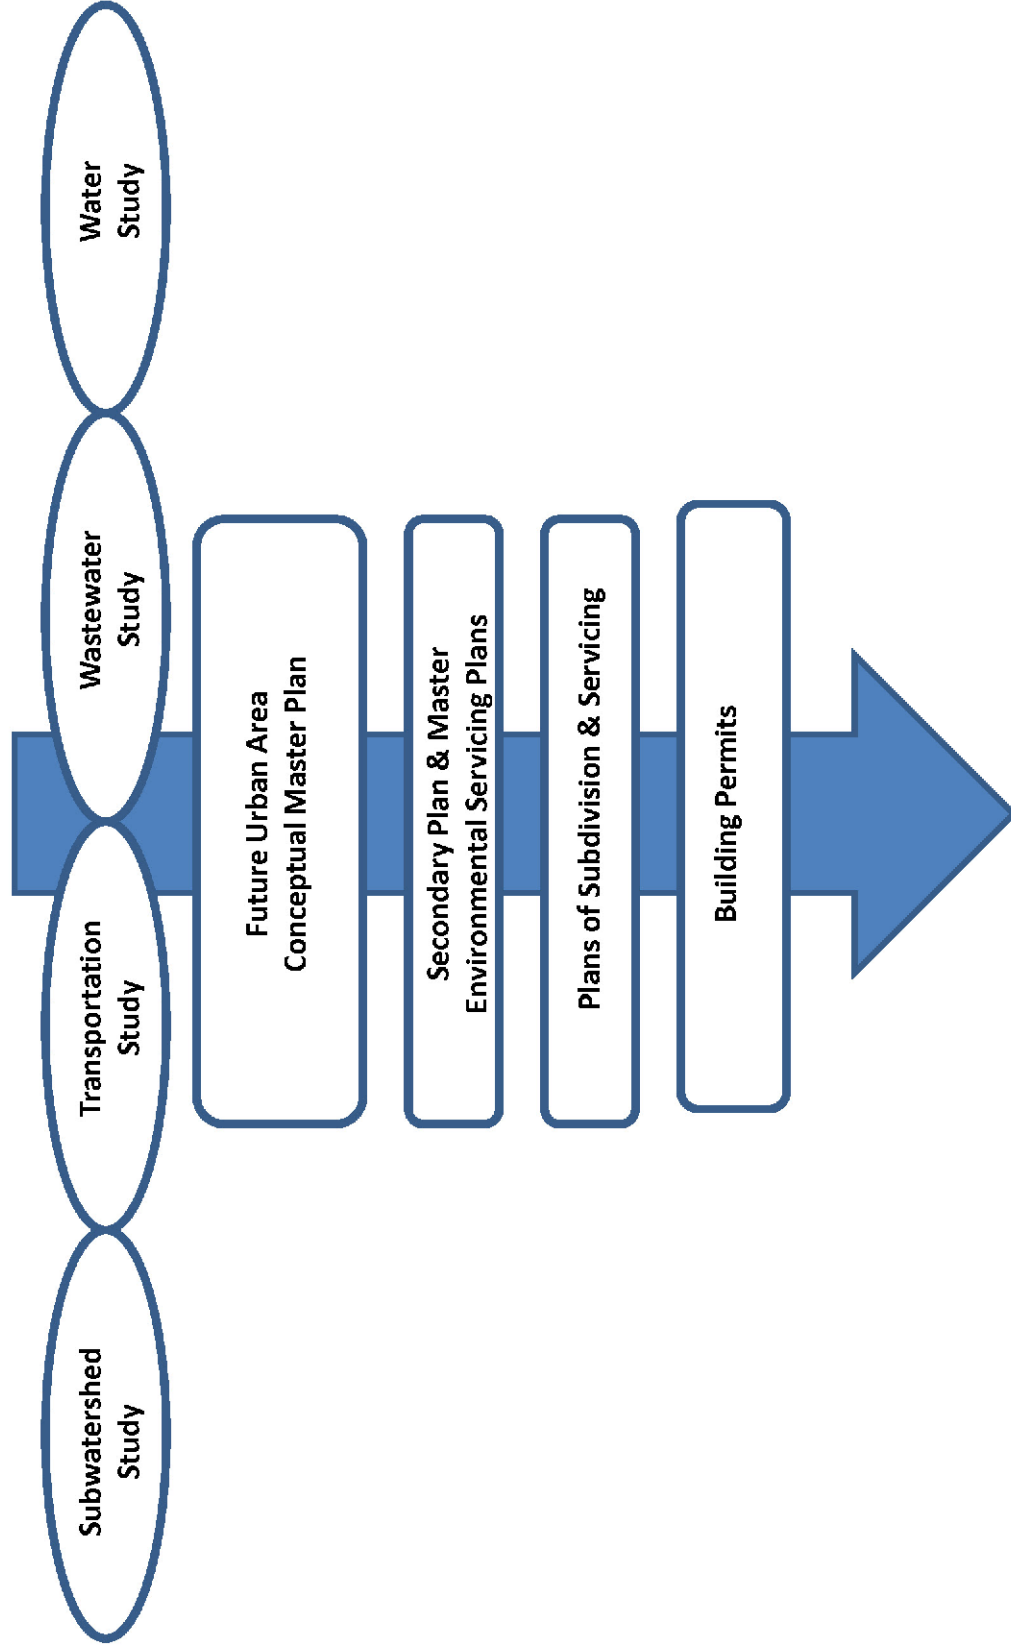 Subwatershed
Study
Transportation
Study
Wastewater
Study
Water
Study
Future Urban Area
Conceptual Master Plan
Secondary Plan & Master
Environmental Servicing Plans
Plans of Subdivision & Servicing
Building Permits